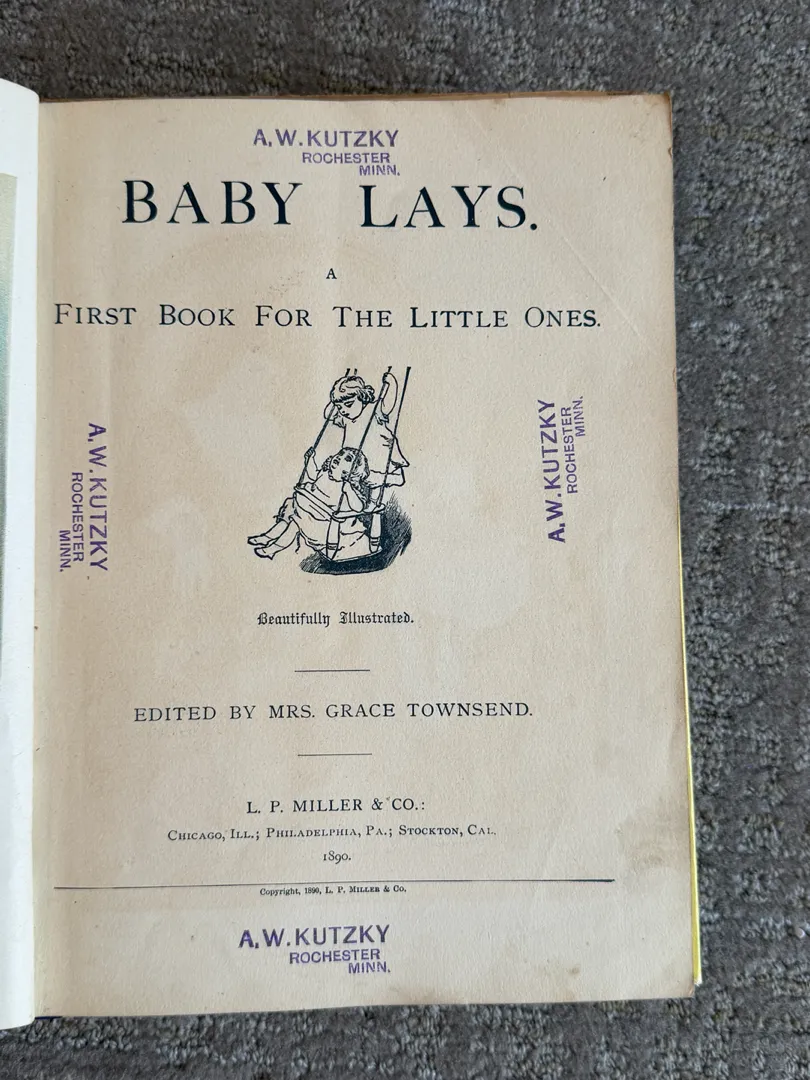 A.W.KUTZKY
ROCHESTER
MINN.
BABY LAYS.
A
FIRST BOOK FOR THE LITTLE ONES.
A.W.KUTZKY
ROCHESTER
MINN.
A.W.KUTZKY
ROCHESTER
MINN.
Beautifully Illustrated.
EDITED BY MRS. GRACE TOWNSEND.
L. P. MILLER & CO.:
CHICAGO, ILL.; PHILADELPHIA, PA.; STOCKTON, CAL.
1890.
Copyright, 1890, L. P. MILLER & Co.
A.W.KUTZKY
ROCHESTER
MINN.